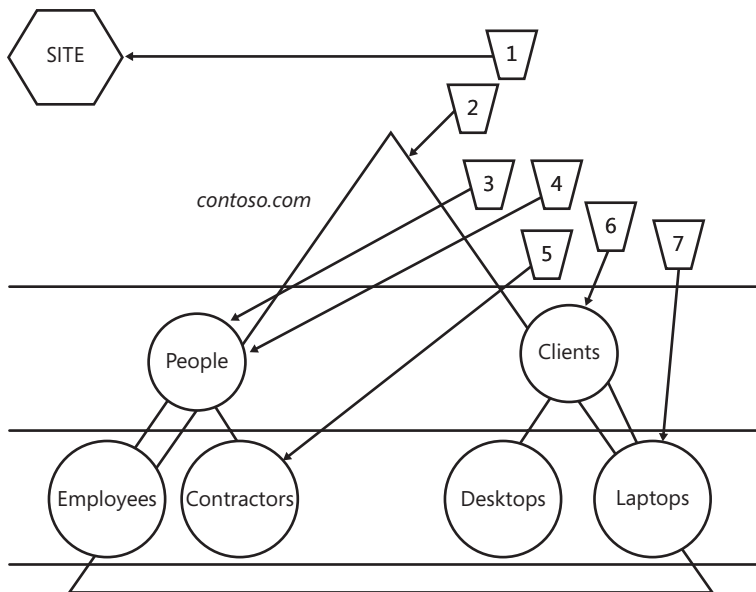 SITE
1
2
contoso.com
3
4
6
7
5
People
Clients
Employees
Contractors
Desktops
Laptops